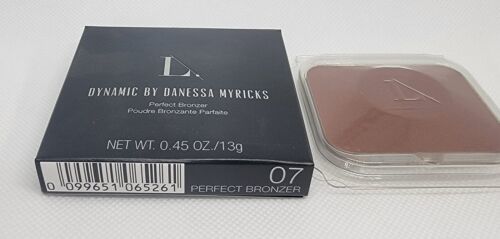 L.
DYNAMIC BY DANESSA MYRICKS
Perfect Bronzer
Poudre Bronzante Parfaite
NET WT. 0.45 OZ./13g
07
PERFECT BRONZER
0 099651 065261
L.